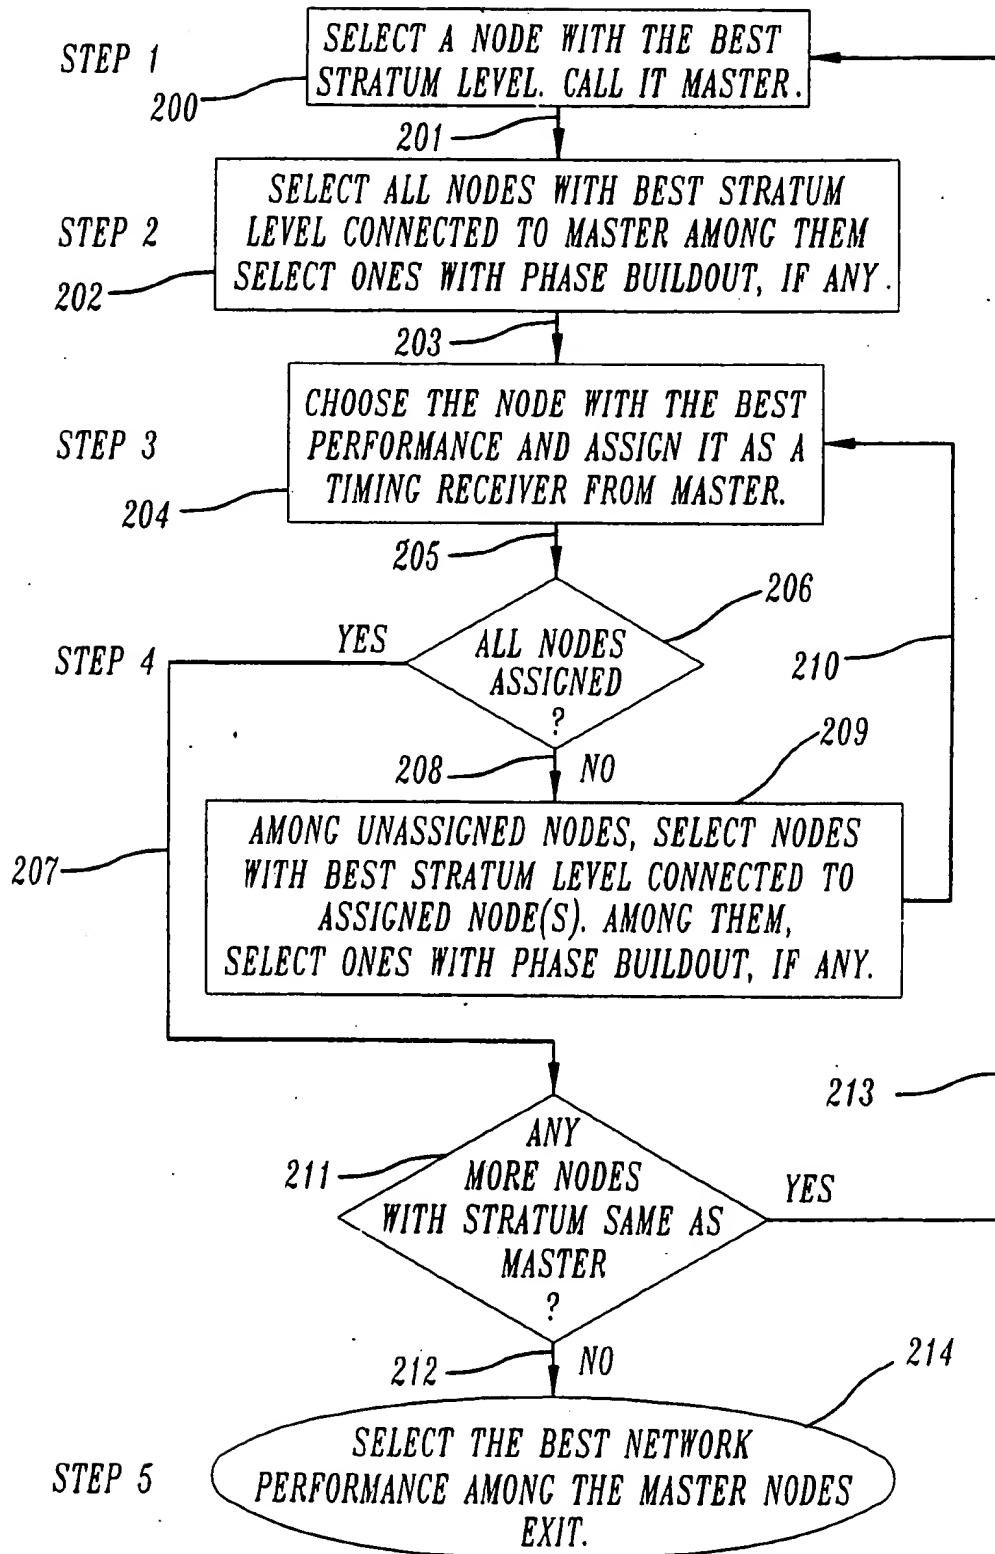 STEP 1
SELECT A NODE WITH THE BEST
STRATUM LEVEL. CALL IT MASTER.
200
201
STEP 2
SELECT ALL NODES WITH BEST STRATUM
LEVEL CONNECTED TO MASTER AMONG THEM
SELECT ONES WITH PHASE BUILDOUT, IF ANY.
202
203
STEP 3
CHOOSE THE NODE WITH THE BEST
PERFORMANCE AND ASSIGN IT AS A
TIMING RECEIVER FROM MASTER.
204
205
206
STEP 4
YES
ALL NODES
ASSIGNED
?
210
208
NO
209
AMONG UNASSIGNED NODES, SELECT NODES
WITH BEST STRATUM LEVEL CONNECTED TO
ASSIGNED NODE(S). AMONG THEM,
SELECT ONES WITH PHASE BUILDOUT, IF ANY.
207
213
ANY
MORE NODES
WITH STRATUM SAME AS
MASTER
?
211
YES
212
NO
214
STEP 5
SELECT THE BEST NETWORK
PERFORMANCE AMONG THE MASTER NODES
EXIT.